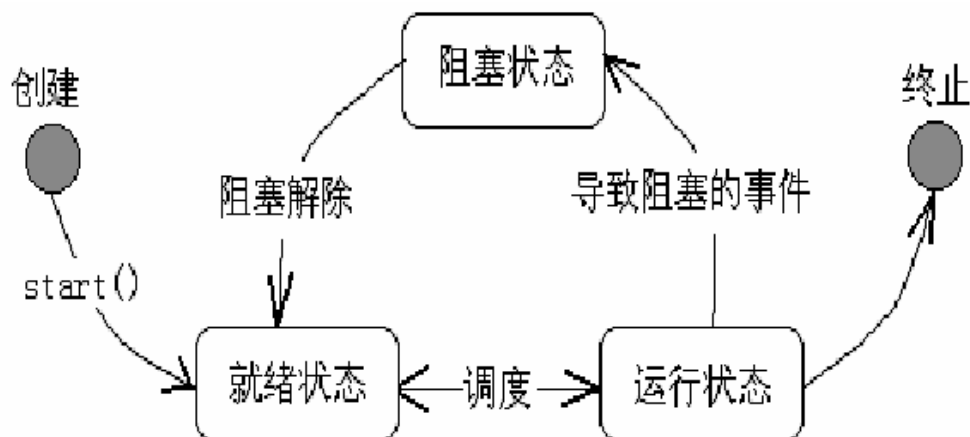 阻塞状态
创建
终止
阻塞解除
导致阻塞的事件
start()
就绪状态
调度
运行状态